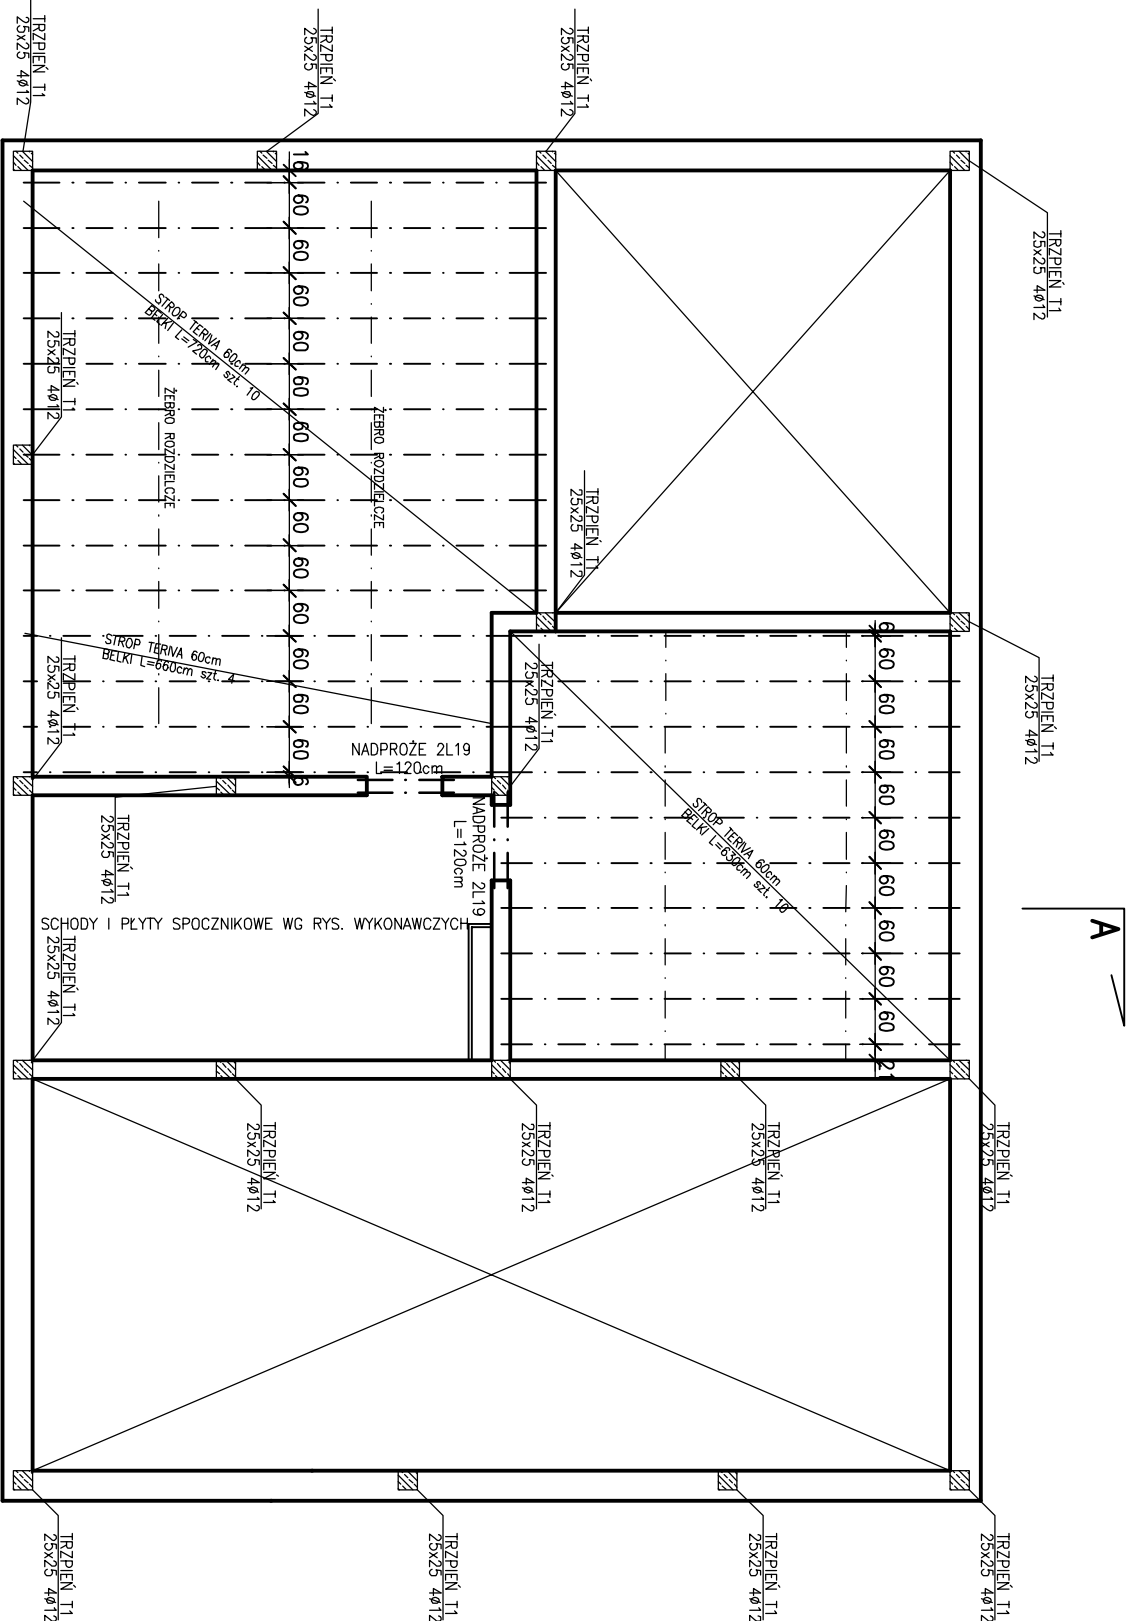 TRZPIEŃ T1
25x25 4ø12
TRZPIEŃ T1
25x25 4ø12
TRZPIEŃ T1
25x25 4ø12
TRZPIEŃ T1
25x25 4ø12
16
60
60
60
60
60
60
60
60
60
60
60
60
60
6
STROP TERIVA 60cm
BELKI L=720cm szt. 10
ŻEBRO ROZDZIELCZE
ŻEBRO ROZDZIELCZE
TRZPIEŃ T1
25x25 4ø12
TRZPIEŃ T1
25x25 4ø12
STROP TERIVA 60cm
BELKI L=660cm szt. 4
TRZPIEŃ T1
25x25 4ø12
TRZPIEŃ T1
25x25 4ø12
TRZPIEŃ T1
25x25 4ø12
6
60
60
60
60
60
60
60
60
60
21
NADPROŻE 2L19
L=120cm
NADPROŻE 2L19
L=120cm
STROP TERIVA 60cm
BELKI L=630cm szt. 10
TRZPIEŃ T1
25x25 4ø12
SCHODY I PŁYTY SPOCZNIKOWE WG RYS. WYKONAWCZYCH
A
TRZPIEŃ T1
25x25 4ø12
TRZPIEŃ T1
25x25 4ø12
TRZPIEŃ T1
25x25 4ø12
TRZPIEŃ T1
25x25 4ø12
TRZPIEŃ T1
25x25 4ø12
TRZPIEŃ T1
25x25 4ø12
TRZPIEŃ T1
25x25 4ø12
TRZPIEŃ T1
25x25 4ø12
TRZPIEŃ T1
25x25 4ø12